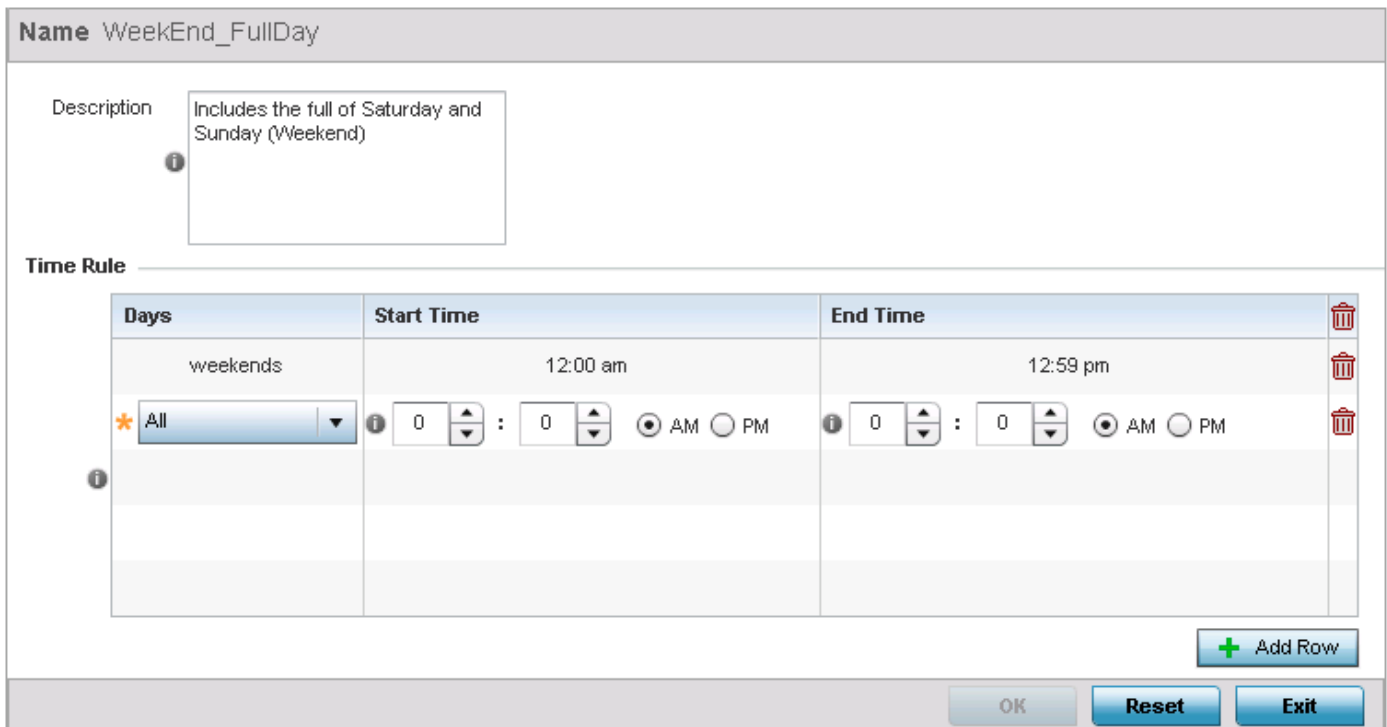 Name WeekEnd_FullDay
Description
Includes the full of Saturday and
Sunday (Weekend)
Time Rule
Days Start Time End Time
weekends 12:00 am 12:59 pm
* All 0 : 0 AM PM 0 : 0 AM PM
+ Add Row
OK Reset Exit